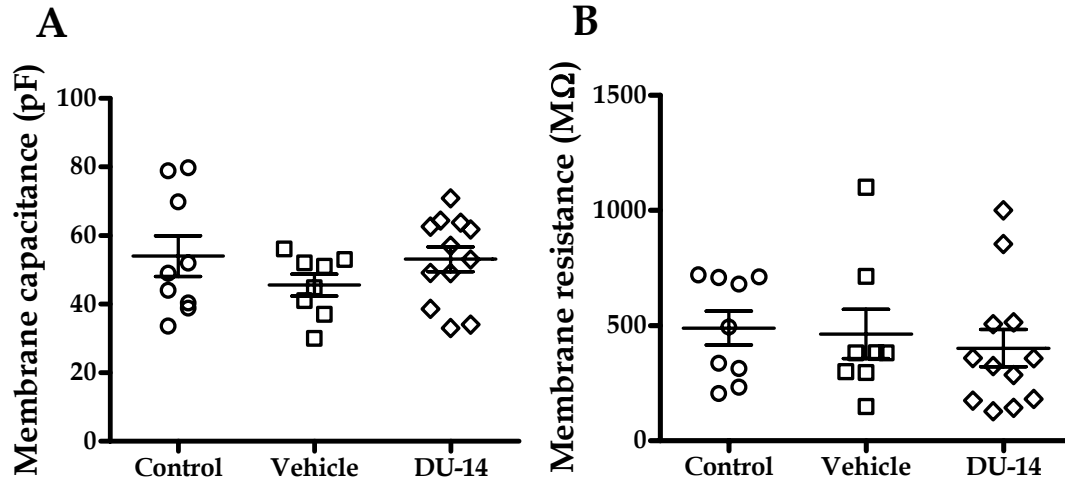 A
Membrane capacitance (pF)
100
80
60
40
20
0
Control Vehicle DU-14
B
Membrane resistance (MΩ)
1500
1000
500
0
Control Vehicle DU-14